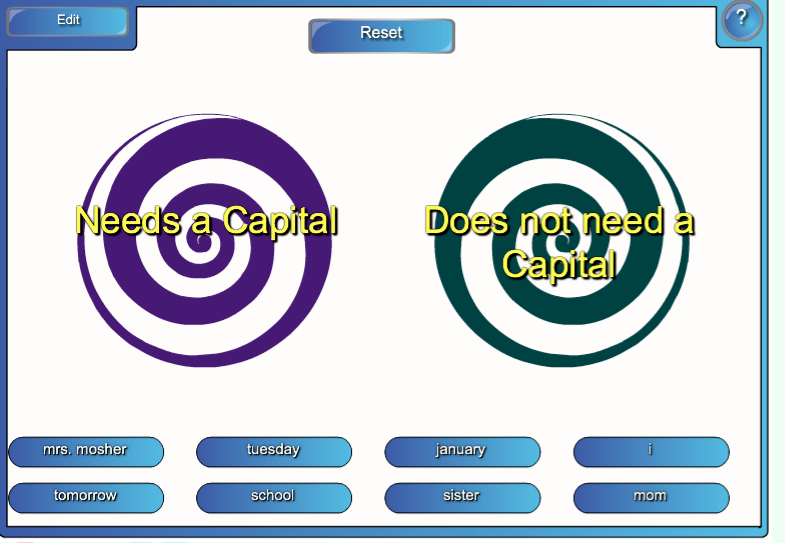 Edit
Reset
?
Needs a Capital
Does not need a
Capital
mrs. mosher
tuesday
january
i
tomorrow
school
sister
mom